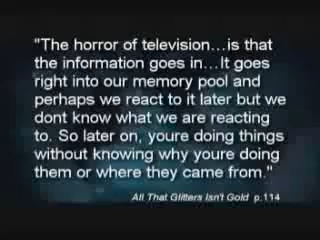 "The horror of television...is that
the information goes in...It goes
right into our memory pool and
perhaps we react to it later but we
dont know what we are reacting
to. So later on, youre doing things
without knowing why youre doing
them or where they came from."
All That Glitters Isn't Gold p.114